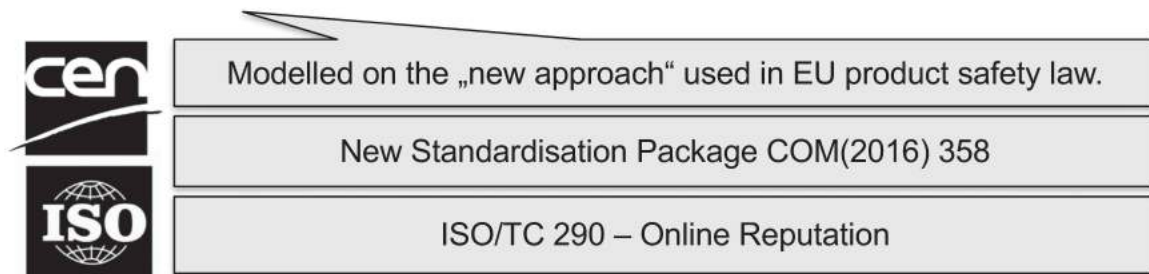 cen
Modelled on the „new approach“ used in EU product safety law.
New Standardisation Package COM(2016) 358
ISO
ISO/TC 290 – Online Reputation